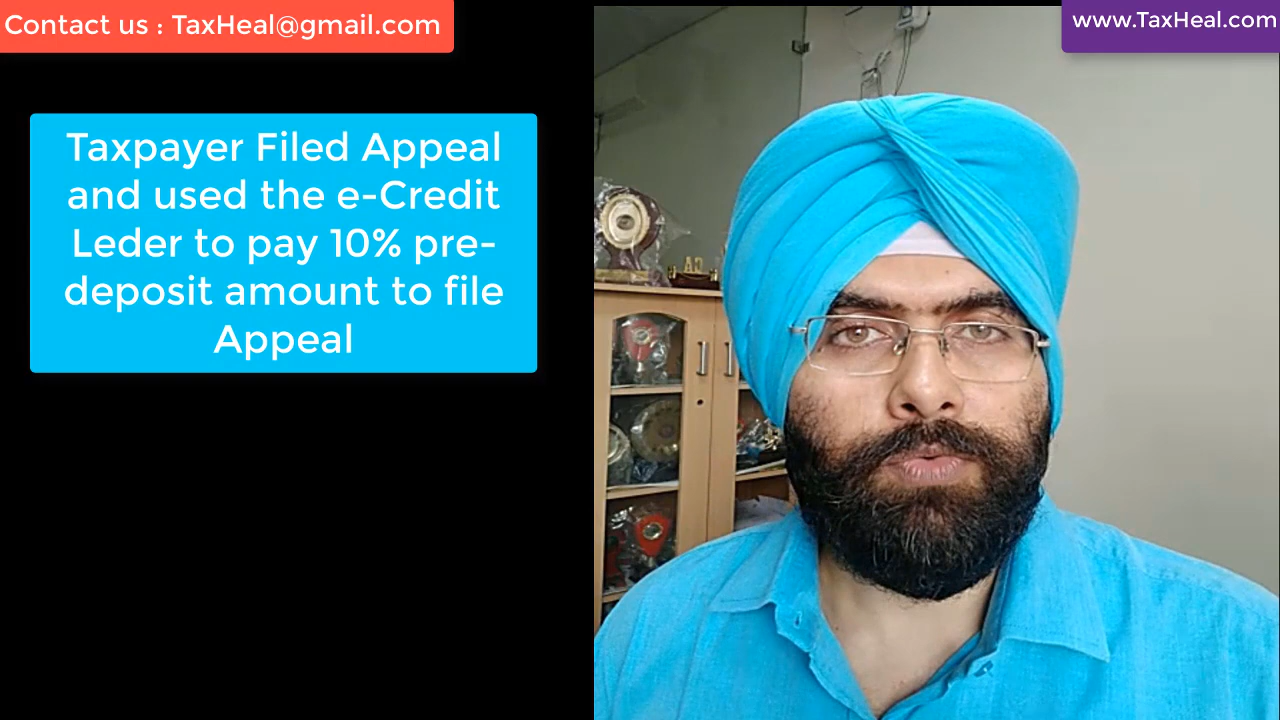 Contact us : TaxHeal@gmail.com
www.TaxHeal.com
Taxpayer Filed Appeal
and used the e-Credit
Leder to pay 10% pre-
deposit amount to file
Appeal
CA